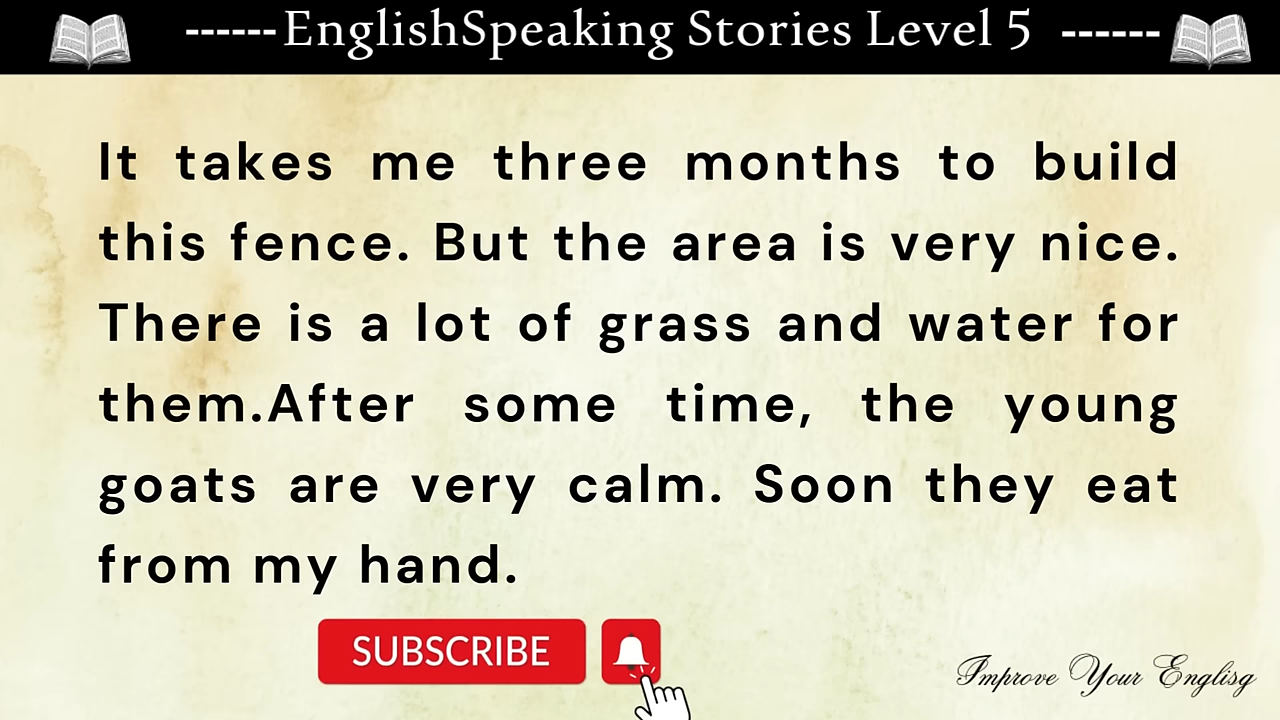 ------EnglishSpeaking Stories Level 5 ------
It takes me three months to build
this fence. But the area is very nice.
There is a lot of grass and water for
them.After some time, the young
goats are very calm. Soon they eat
from my hand.
SUBSCRIBE
Improve Your Englisg